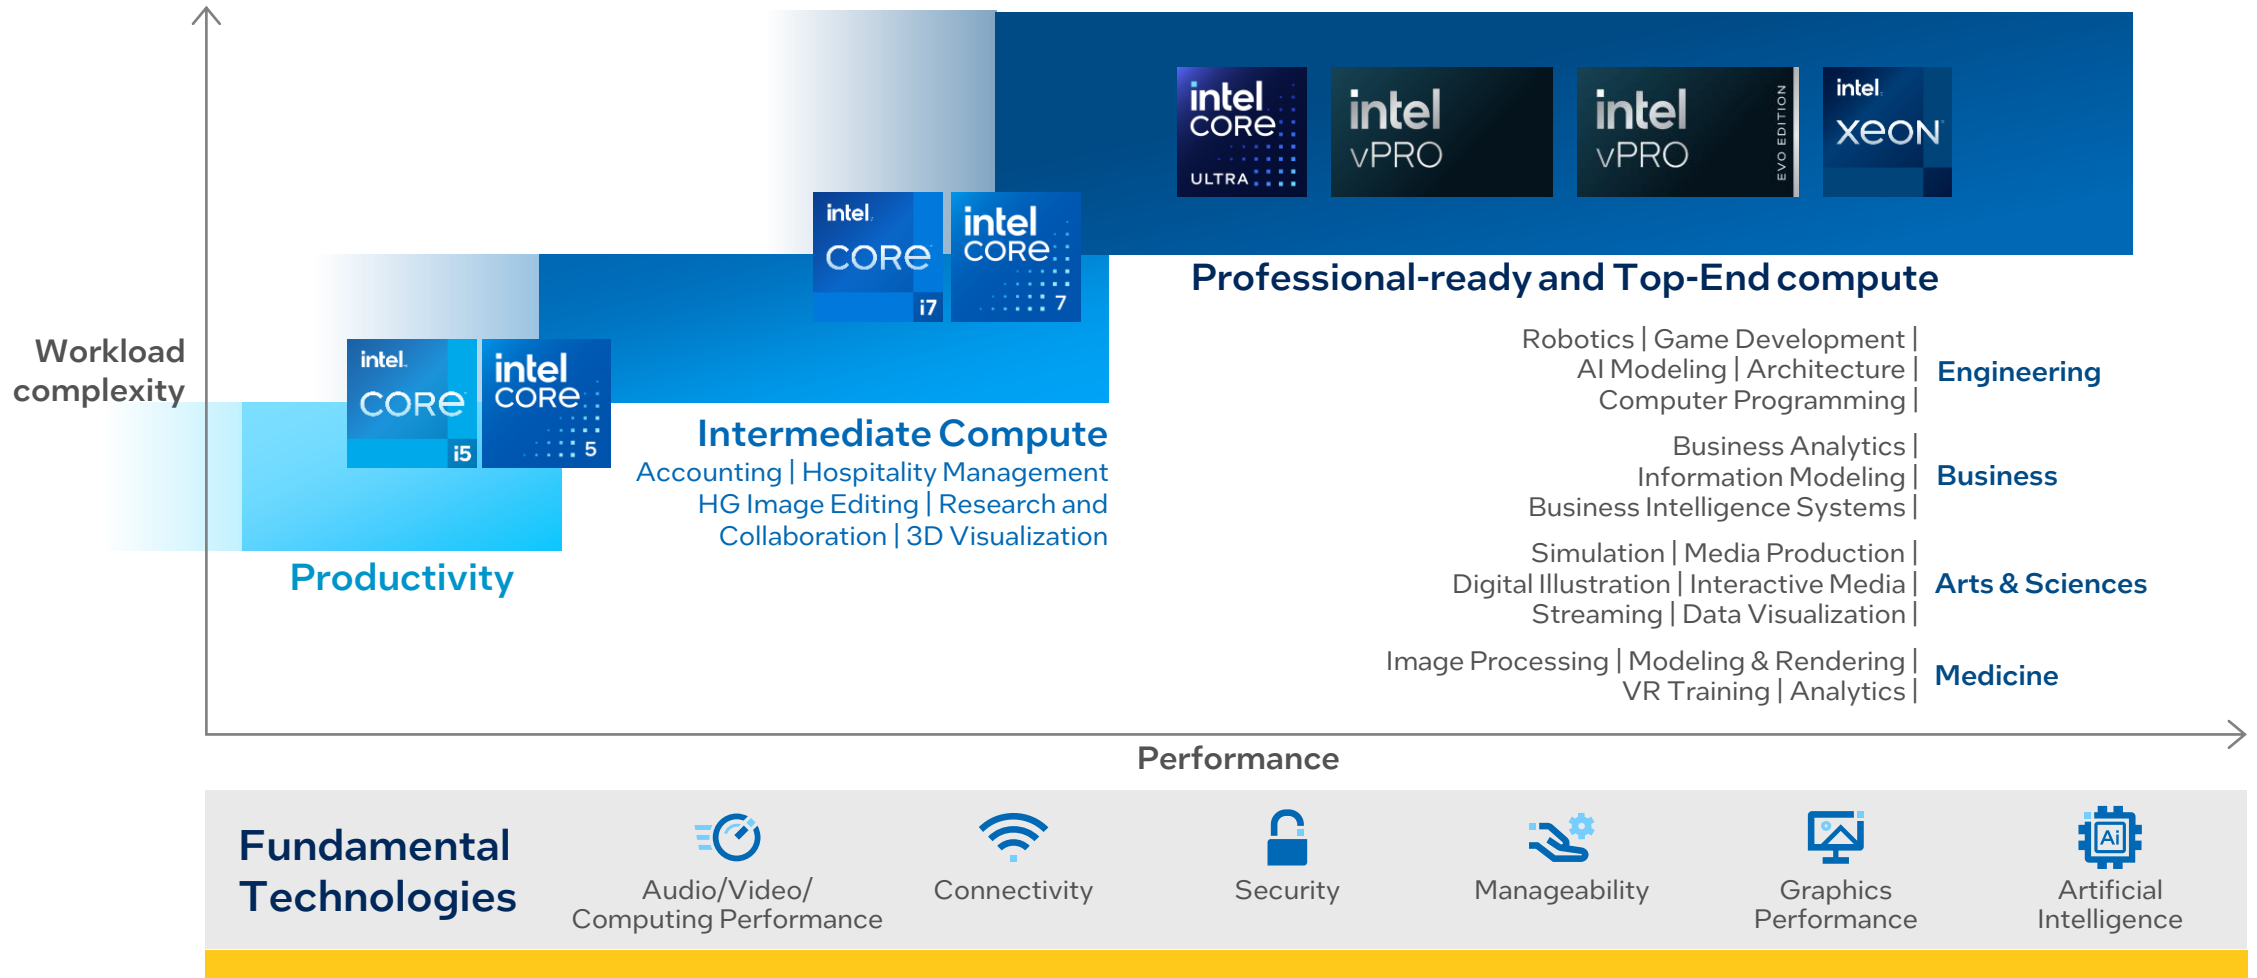 Workload
complexity
intel
CORE
ULTRA
intel
vPRO
intel
vPRO
EVO EDITION
intel
XEON
intel
CORE
i7
intel
CORE
7
intel
CORE
i5
intel
CORE
5
Productivity
Intermediate Compute
Accounting | Hospitality Management
HG Image Editing | Research and
Collaboration | 3D Visualization
Professional-ready and Top-End compute
Robotics | Game Development |
AI Modeling | Architecture |
Computer Programming |
Engineering
Business Analytics |
Information Modeling |
Business Intelligence Systems |
Business
Simulation | Media Production |
Digital Illustration | Interactive Media |
Streaming | Data Visualization |
Arts & Sciences
Image Processing | Modeling & Rendering |
VR Training | Analytics |
Medicine
Performance
Fundamental
Technologies
Audio/Video/
Computing Performance
Connectivity
Security
Manageability
Graphics
Performance
Ai
Artificial
Intelligence